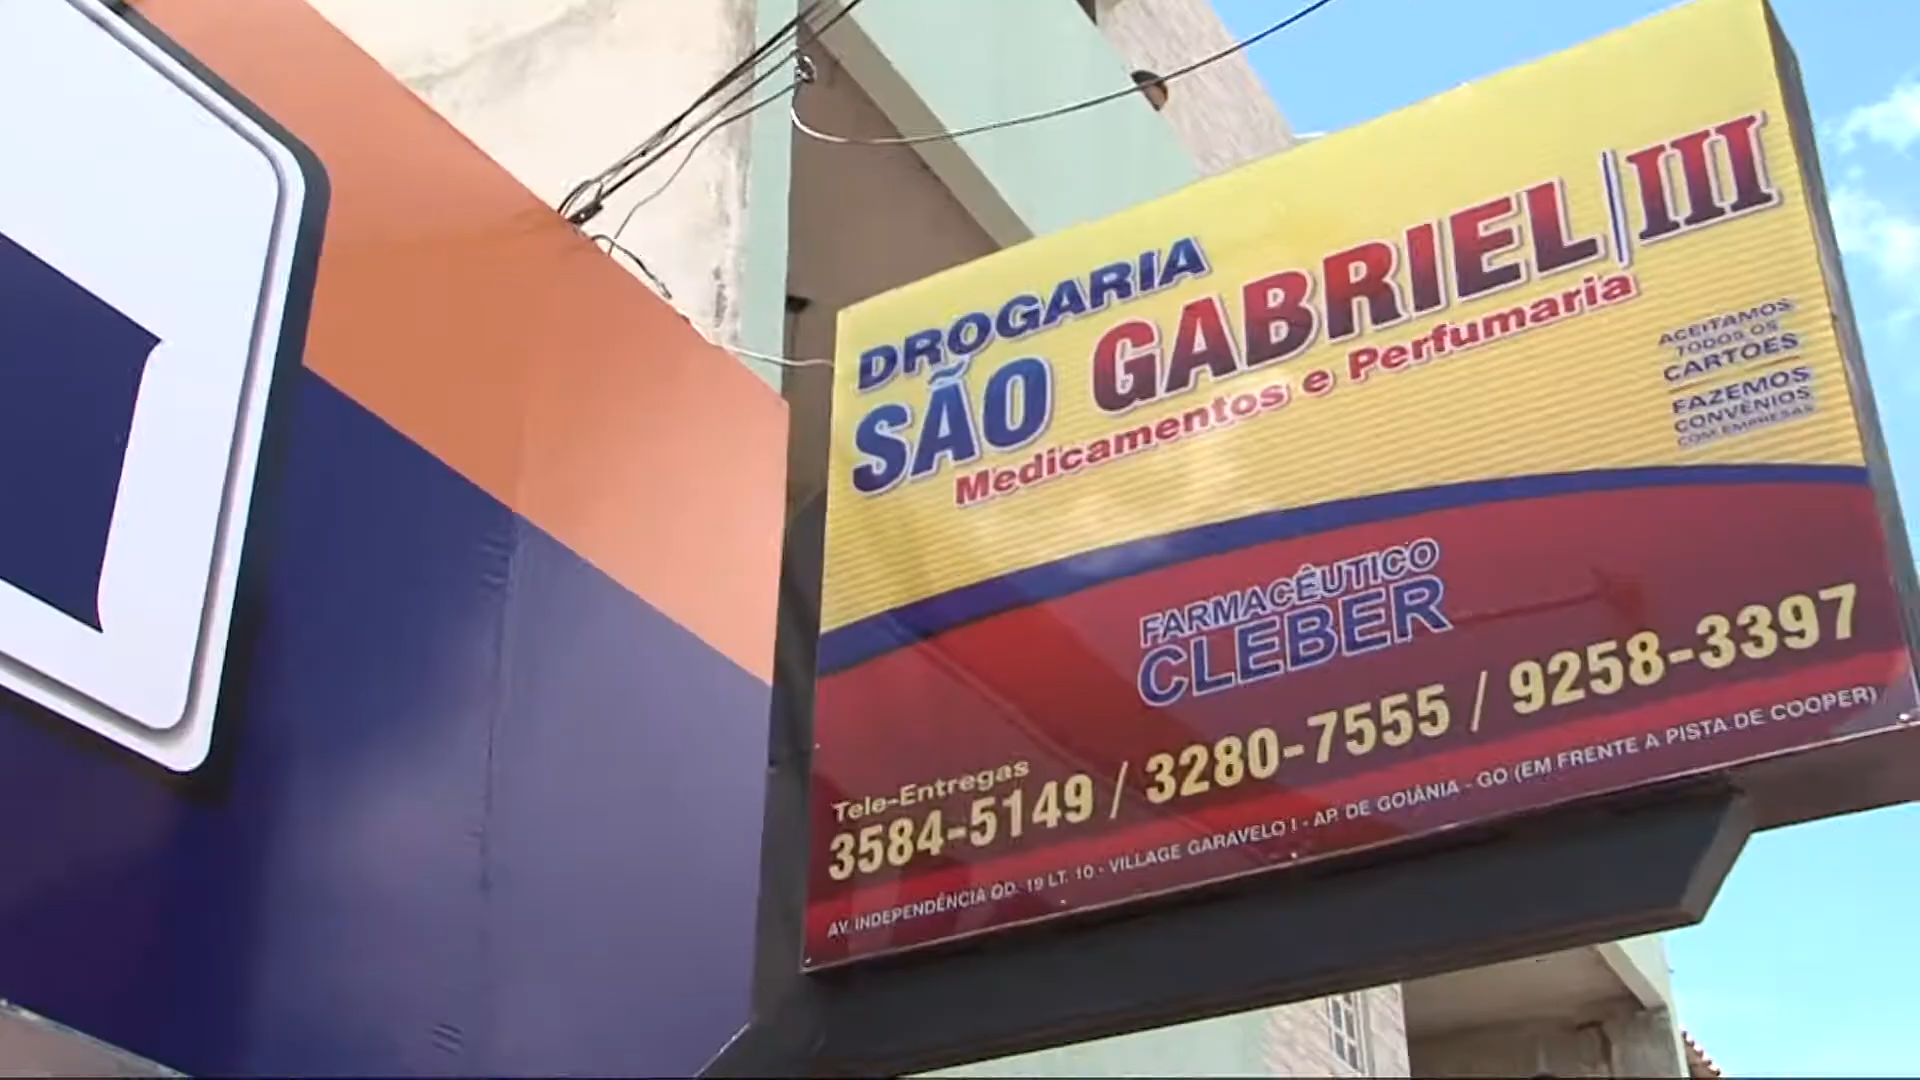 DROGARIA
SÃO GABRIEL III
Medicamentos e Perfumaria
ACEITAMOS
TODOS OS
CARTÕES
FAZEMOS
CONVÊNIOS
COM EMPRESAS
FARMACÊUTICO
CLEBER
Tele-Entregas
3584-5149 / 3280-7555 / 9258-3397
AV. INDEPENDÊNCIA QD. 19 LT. 10 - VILLAGE GARAVELO I - AP. DE GOIÂNIA - GO (EM FRENTE A PISTA DE COOPER)